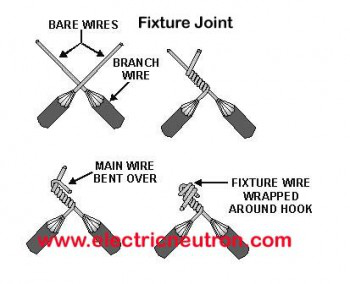 Fixture Joint
BARE WIRES
BRANCH
WIRE
MAIN WIRE
BENT OVER
FIXTURE WIRE
WRAPPED
AROUND HOOK
www.electricneutron.com